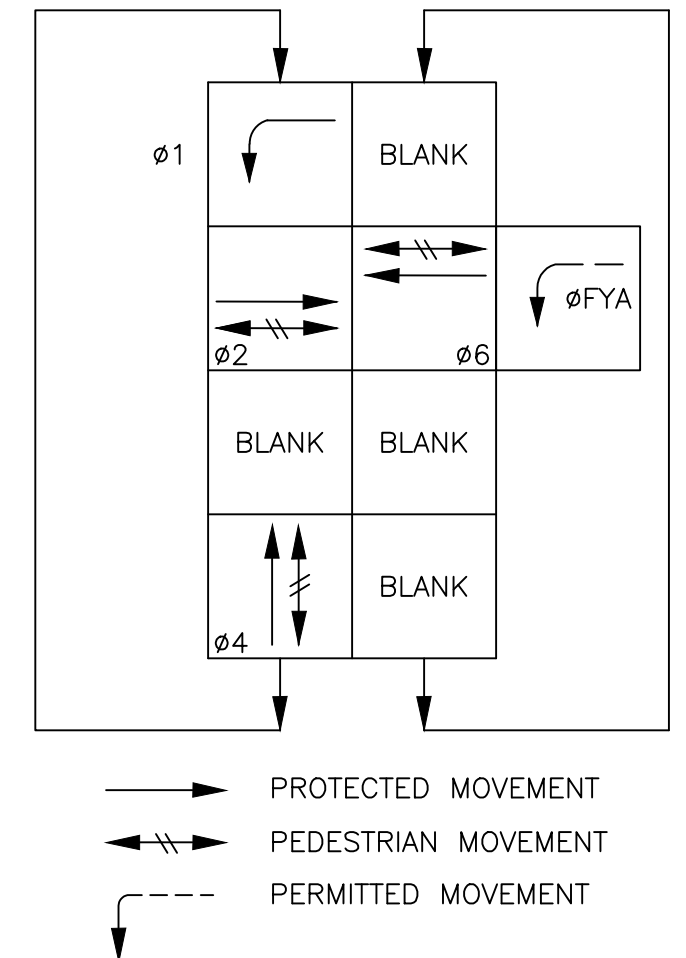 ø1
BLANK
øFYA
ø2
ø6
BLANK
BLANK
ø4
BLANK
PROTECTED MOVEMENT
PEDESTRIAN MOVEMENT
PERMITTED MOVEMENT